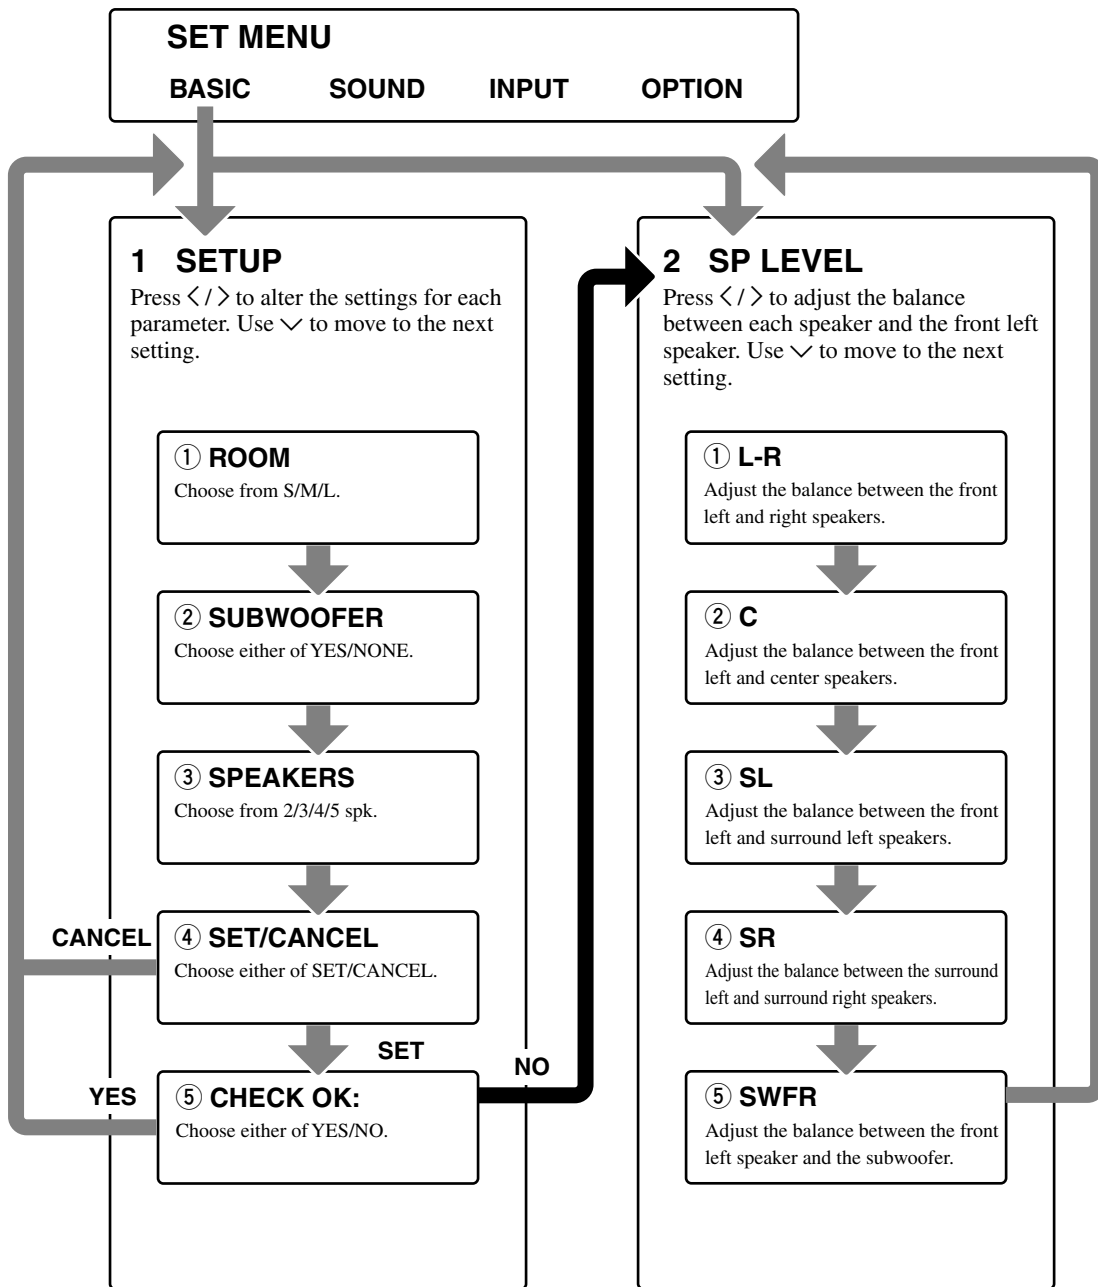 SET MENU
BASIC SOUND INPUT OPTION
1 SETUP
Press < / > to alter the settings for each
parameter. Use ∨ to move to the next
setting.
① ROOM
Choose from S/M/L.
② SUBWOOFER
Choose either of YES/NONE.
③ SPEAKERS
Choose from 2/3/4/5 spk.
CANCEL
④ SET/CANCEL
Choose either of SET/CANCEL.
SET
NO
YES
⑤ CHECK OK:
Choose either of YES/NO.
2 SP LEVEL
Press < / > to adjust the balance
between each speaker and the front left
speaker. Use ∨ to move to the next
setting.
① L-R
Adjust the balance between the front
left and right speakers.
② C
Adjust the balance between the front
left and center speakers.
③ SL
Adjust the balance between the front
left and surround left speakers.
④ SR
Adjust the balance between the surround
left and surround right speakers.
⑤ SWFR
Adjust the balance between the front
left speaker and the subwoofer.